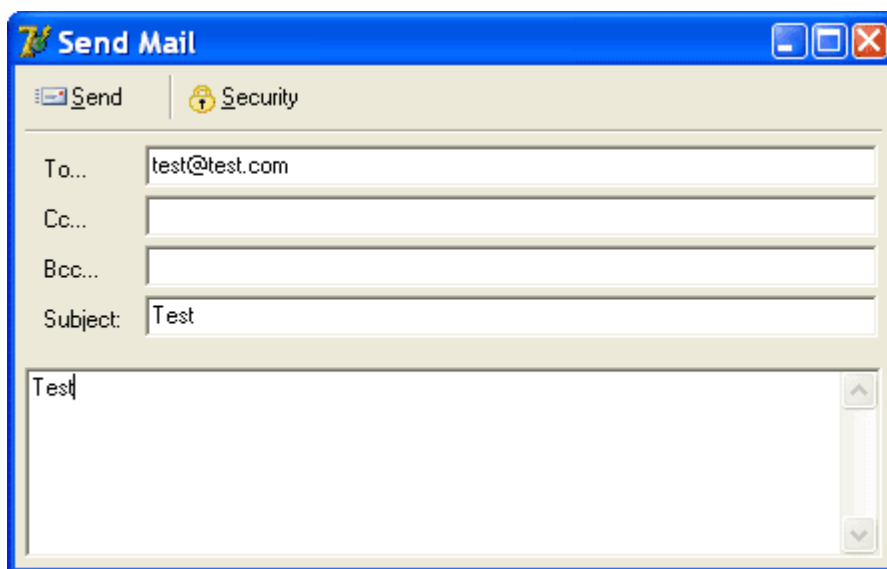 Send Mail
Send Security
To... test@test.com
Cc...
Bcc...
Subject: Test
Test